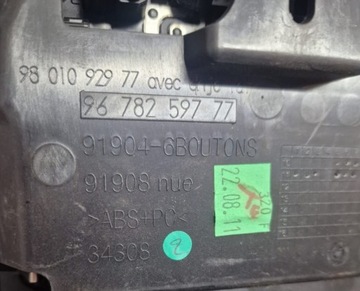 98 010 929 77 avec
96 782 597 77
91904-6BOUTONS
91908 nue
>ABS+PC<
34308 2
22.08.11